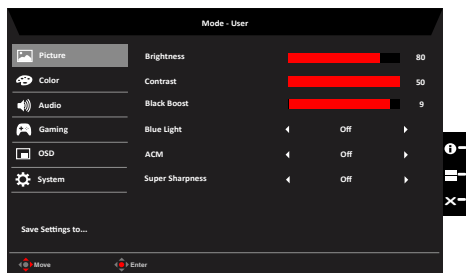 Mode - User
Picture
Brightness 80
Color
Contrast 50
Audio
Black Boost 9
Gaming
Blue Light Off
OSD
ACM Off
System
Super Sharpness Off
Save Settings to...
Move Enter